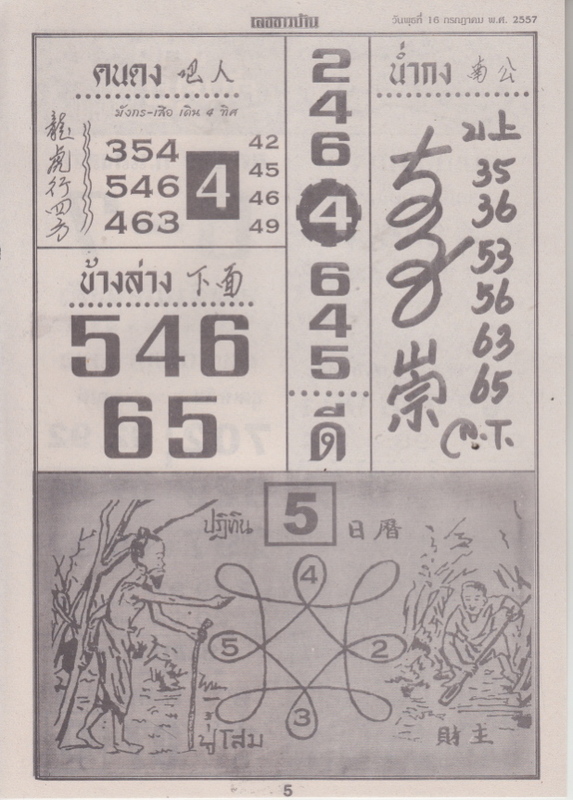 เลขชาวบ้าน
วันพุธที่ 16 กรกฎาคม พ.ศ. 2557
คนดง 吧人
มังกร-เสือ เดิน 4 ทิศ
龍虎行四方
354
546
463
4
42
45
46
49
ข้างล่าง 下面
546
65
2
4
6
4
6
4
5
ดี
น่ำกง 南公
上
35
36
53
56
63
65
ก.ท.
崇
ปฏิทิน 5 日曆
4
5
2
3
ปู่โสม
財主
5